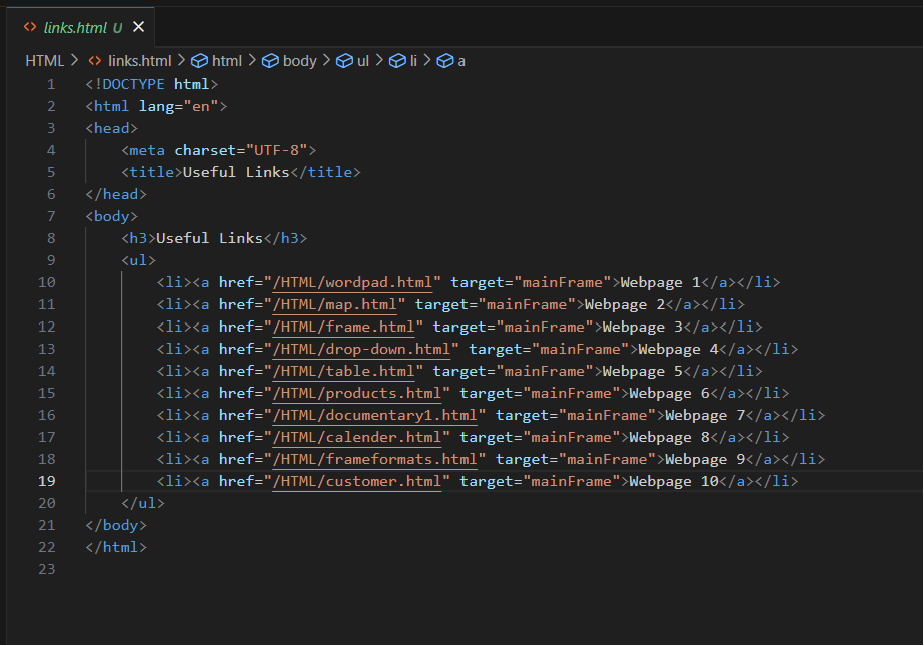 links.html U
HTML > links.html > html > body > ul > li > a
1 <!DOCTYPE html>
2 <html lang="en">
3 <head>
4     <meta charset="UTF-8">
5     <title>Useful Links</title>
6 </head>
7 <body>
8     <h3>Useful Links</h3>
9     <ul>
10         <li><a href="/HTML/wordpad.html" target="mainFrame">Webpage 1</a></li>
11         <li><a href="/HTML/map.html" target="mainFrame">Webpage 2</a></li>
12         <li><a href="/HTML/frame.html" target="mainFrame">Webpage 3</a></li>
13         <li><a href="/HTML/drop-down.html" target="mainFrame">Webpage 4</a></li>
14         <li><a href="/HTML/table.html" target="mainFrame">Webpage 5</a></li>
15         <li><a href="/HTML/products.html" target="mainFrame">Webpage 6</a></li>
16         <li><a href="/HTML/documentary1.html" target="mainFrame">Webpage 7</a></li>
17         <li><a href="/HTML/calender.html" target="mainFrame">Webpage 8</a></li>
18         <li><a href="/HTML/frameformats.html" target="mainFrame">Webpage 9</a></li>
19         <li><a href="/HTML/customer.html" target="mainFrame">Webpage 10</a></li>
20     </ul>
21 </body>
22 </html>
23